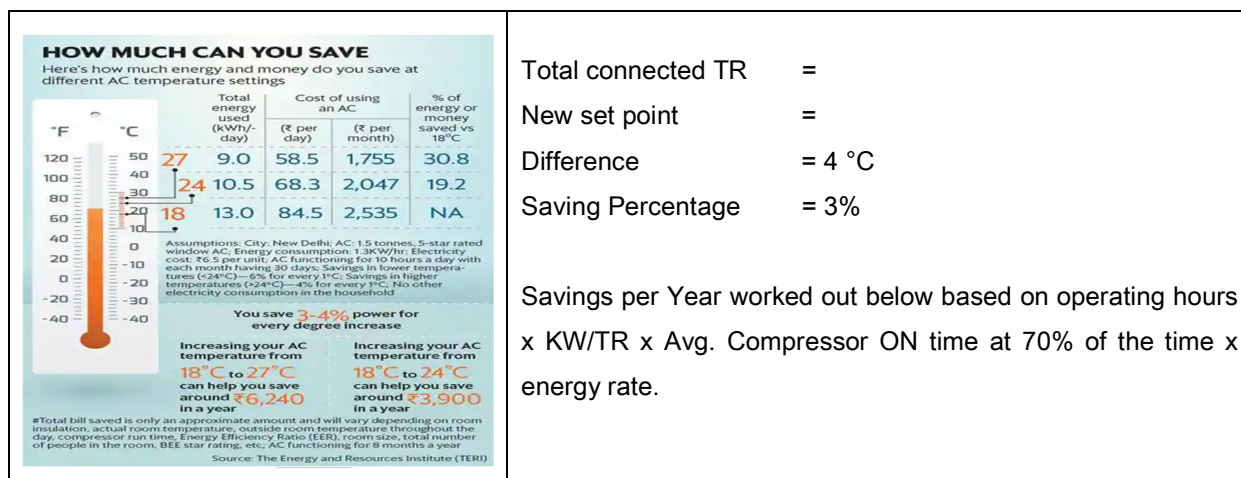 HOW MUCH CAN YOU SAVE
Here's how much energy and money do you save at
different AC temperature settings
Total energy used (kWh/-day)
Cost of using an AC
(₹ per day)
(₹ per month)
% of energy or money saved vs 18°C
°F °C
120 50
100 40
80 30
60 20
40 10
20 0
0 -10
-20 -20
-40 -30
-40
27 9.0 58.5 1,755 30.8
24 10.5 68.3 2,047 19.2
18 13.0 84.5 2,535 NA
Assumptions: City: New Delhi; AC: 1.5 tonnes, 5-star rated
window AC; Energy consumption: 1.3KW/hr: Electricity
cost: ₹6.5 per unit; AC functioning for 10 hours a day with
each month having 30 days; Savings in lower tempera-
tures (<24°C)—6% for every 1°C; Savings in higher
temperatures (>24°C)—4% for every 1°C; No other
electricity consumption in the household
You save 3-4% power for
every degree increase
Increasing your AC
temperature from
18°C to 27°C
can help you save
around ₹6,240
in a year
Increasing your AC
temperature from
18°C to 24°C
can help you save
around ₹3,900
in a year
#Total bill saved is only an approximate amount and will vary depending on room
insulation, actual room temperature, outside room temperature throughout the
day, compressor run time, Energy Efficiency Ratio (EER), room size, total number
of people in the room, BEE star rating, etc; AC functioning for 8 months a year
Source: The Energy and Resources Institute (TERI)
Total connected TR =
New set point =
Difference = 4 °C
Saving Percentage = 3%
Savings per Year worked out below based on operating hours
x KW/TR x Avg. Compressor ON time at 70% of the time x
energy rate.